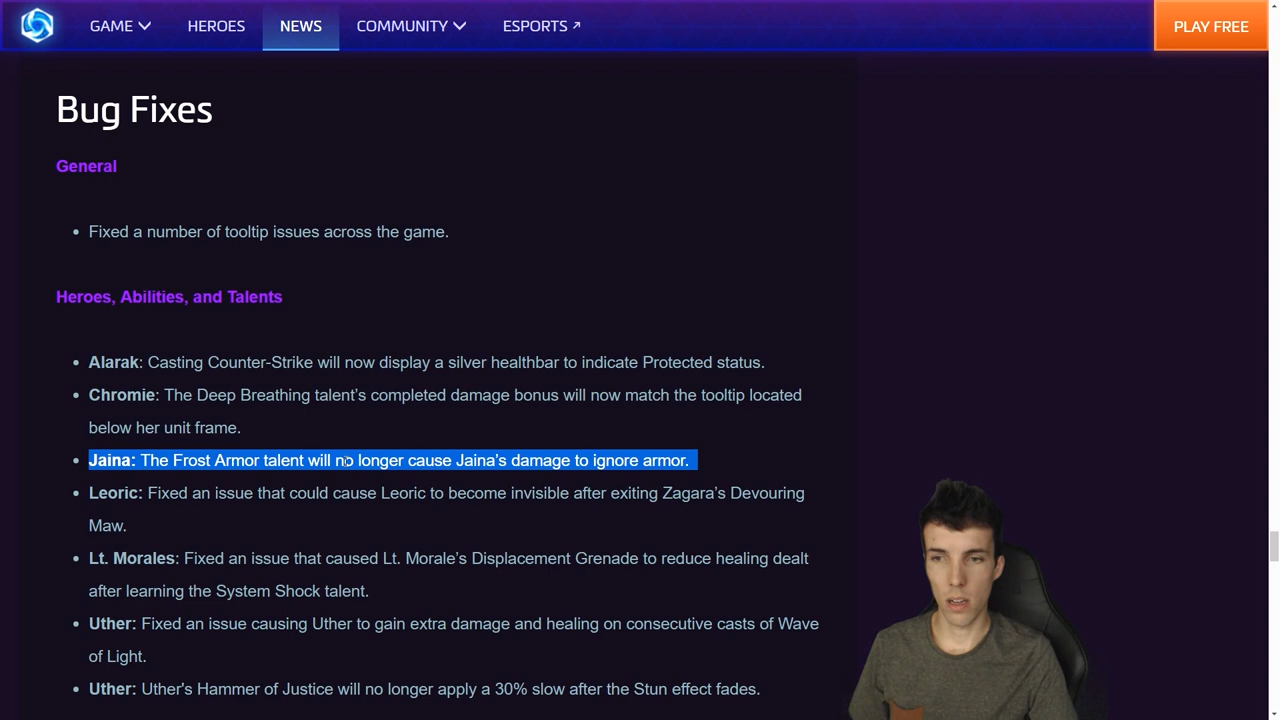 GAME HEROES NEWS COMMUNITY ESPORTS PLAY FREE
Bug Fixes
General
• Fixed a number of tooltip issues across the game.
Heroes, Abilities, and Talents
• Alarak: Casting Counter-Strike will now display a silver healthbar to indicate Protected status.
• Chromie: The Deep Breathing talent’s completed damage bonus will now match the tooltip located
below her unit frame.
• Jaina: The Frost Armor talent will no longer cause Jaina’s damage to ignore armor.
• Leoric: Fixed an issue that could cause Leoric to become invisible after exiting Zagara’s Devouring
Maw.
• Lt. Morales: Fixed an issue that caused Lt. Morale’s Displacement Grenade to reduce healing dealt
after learning the System Shock talent.
• Uther: Fixed an issue causing Uther to gain extra damage and healing on consecutive casts of Wave
of Light.
• Uther: Uther's Hammer of Justice will no longer apply a 30% slow after the Stun effect fades.